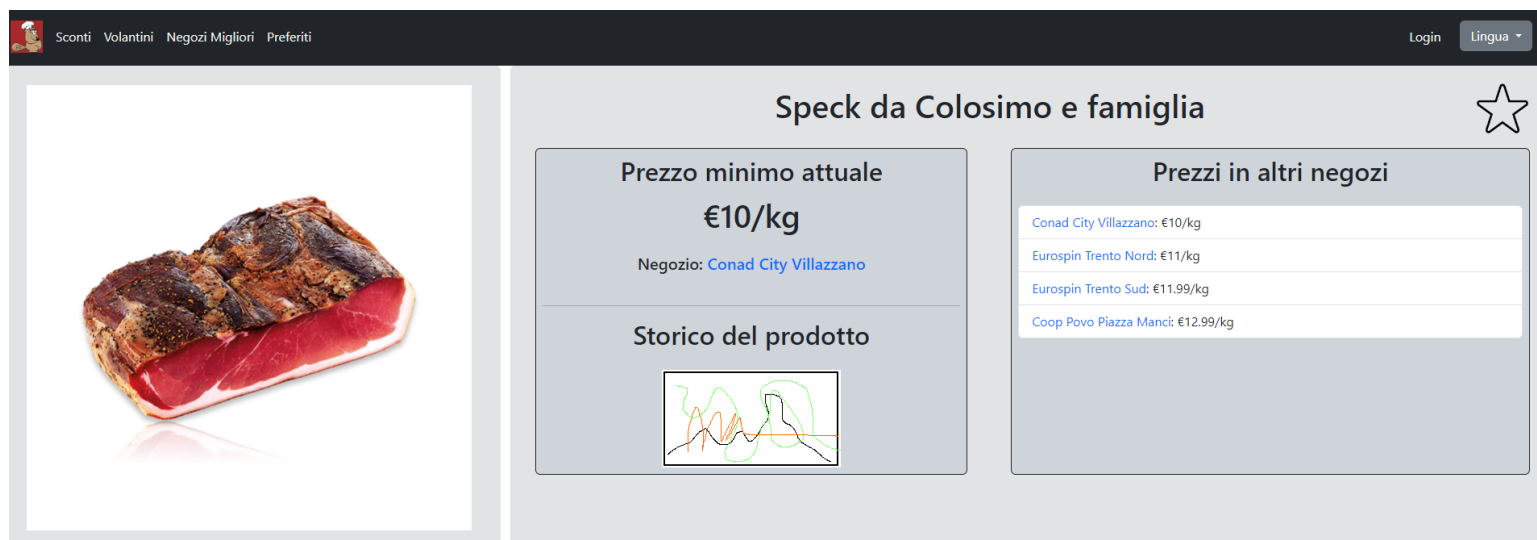 Sconti Volantini Negozi Migliori Preferiti Login Lingua
Speck da Colosimo e famiglia
Prezzo minimo attuale
€10/kg
Negozio: Conad City Villazzano
Storico del prodotto
Prezzi in altri negozi
Conad City Villazzano: €10/kg
Eurospin Trento Nord: €11/kg
Eurospin Trento Sud: €11.99/kg
Coop Povo Piazza Manci: €12.99/kg